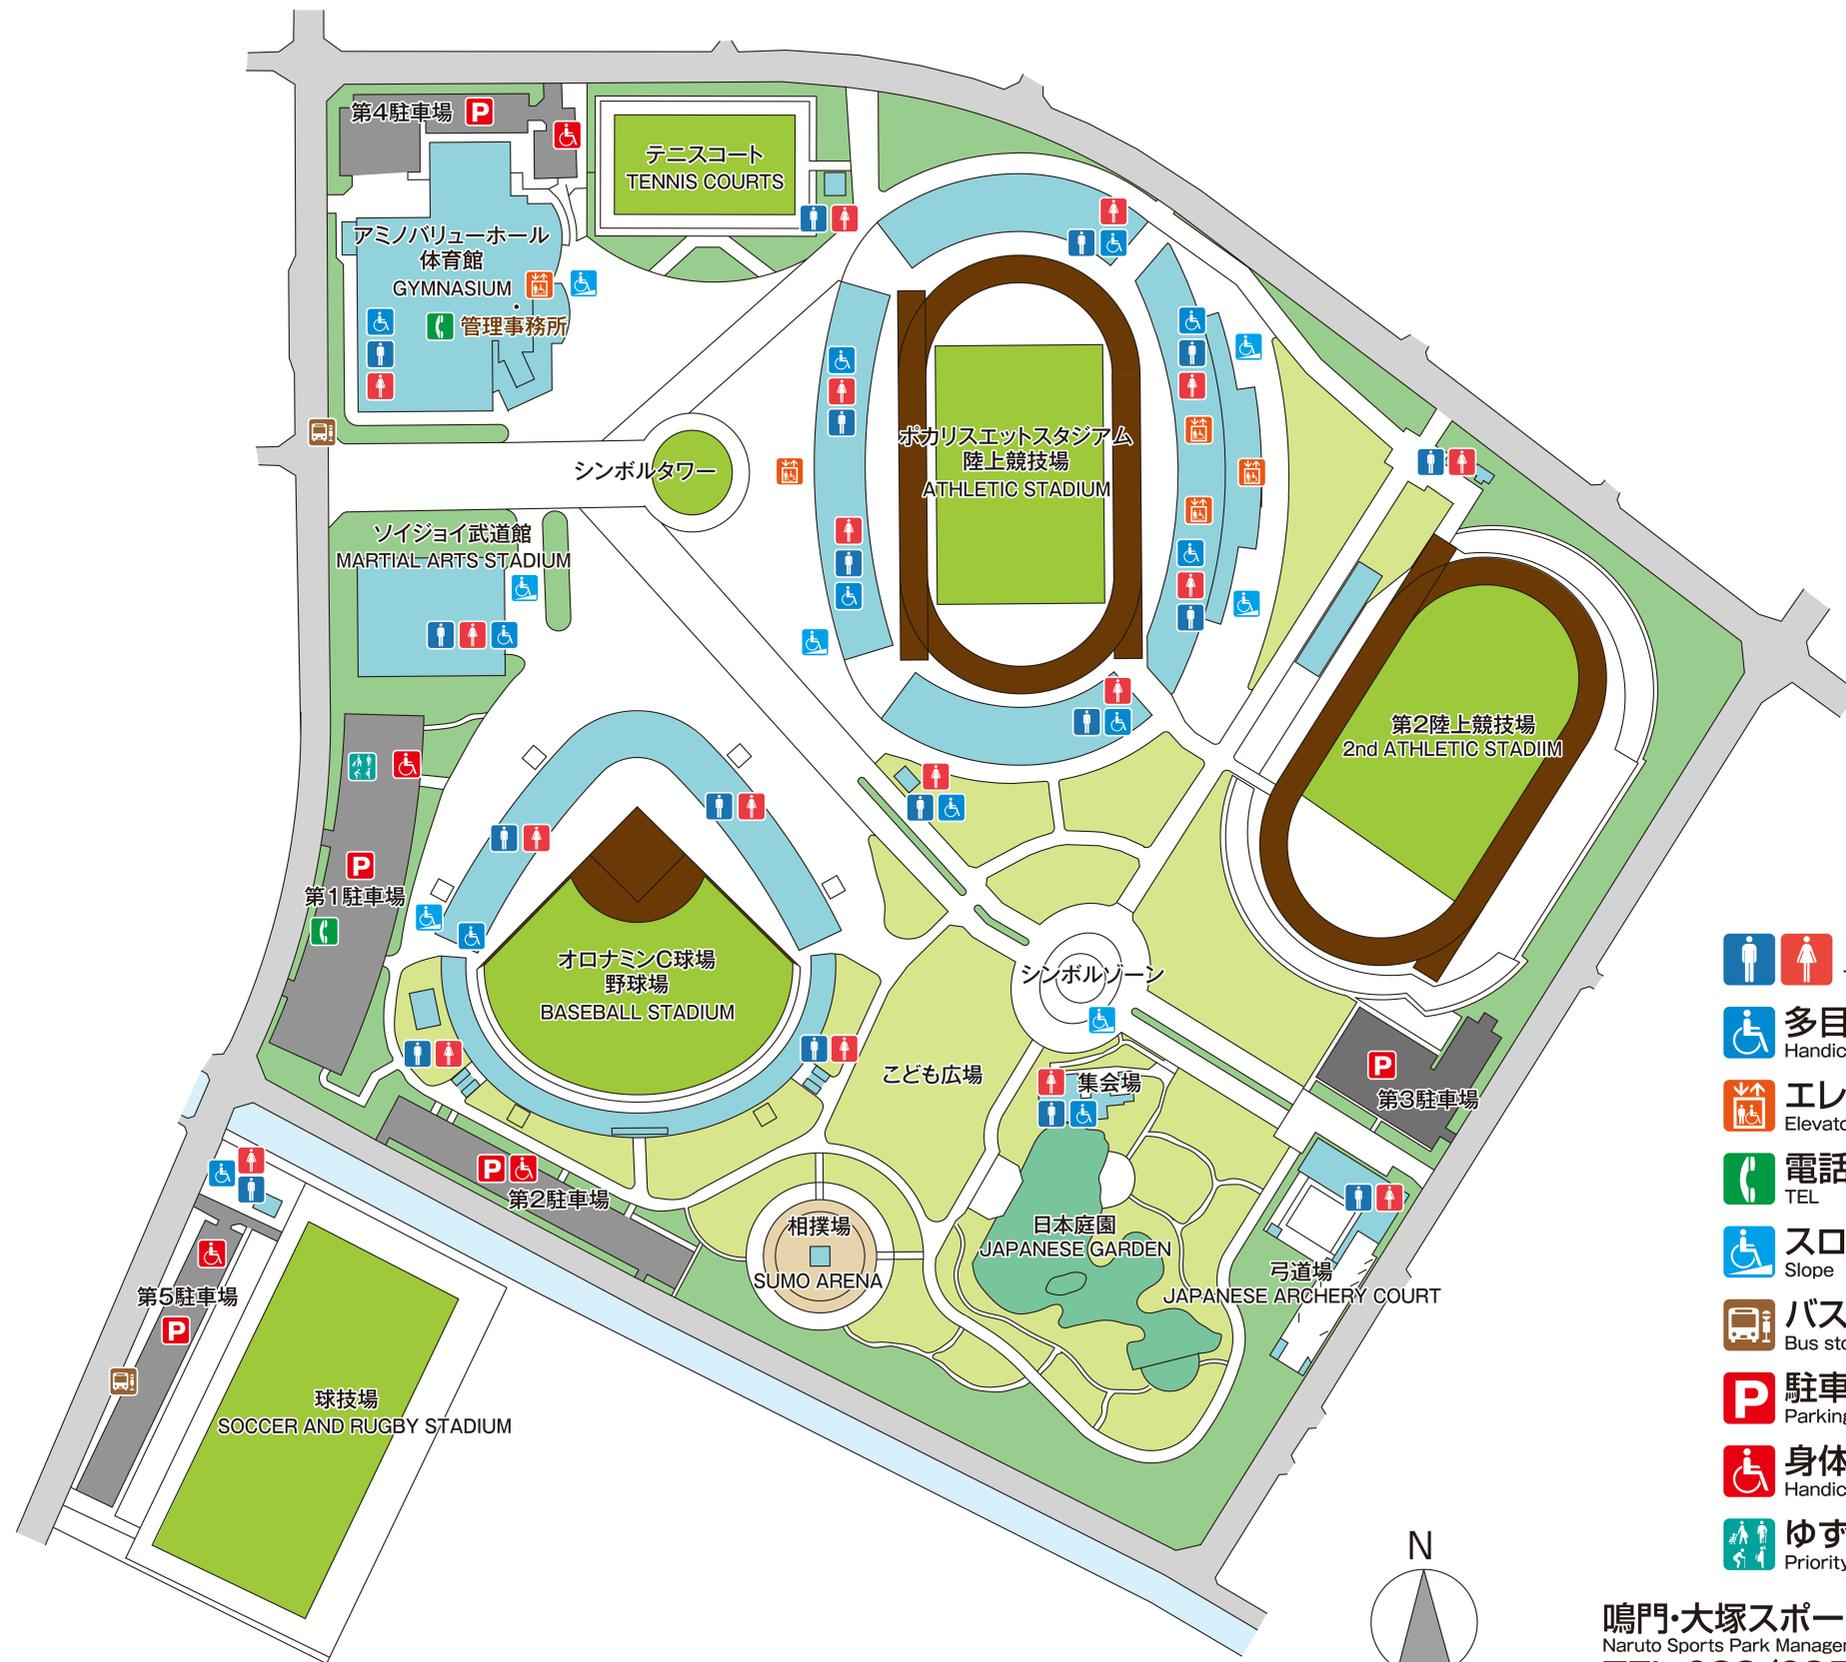 第4駐車場
P
テニスコート
TENNIS COURTS
アミノバリューホール
体育館
GYMNASIUM
管理事務所
シンボルタワー
ポカリスエットスタジアム
陸上競技場
ATHLETIC STADIUM
ソイジョイ武道館
MARTIAL ARTS STADIUM
第2陸上競技場
2nd ATHLETIC STADIIM
P
第1駐車場
オロナミンC球場
野球場
BASEBALL STADIUM
シンボルゾーン
こども広場
集会場
P
第3駐車場
P
第2駐車場
相撲場
SUMO ARENA
日本庭園
JAPANESE GARDEN
弓道場
JAPANESE ARCHERY COURT
第5駐車場
P
球技場
SOCCER AND RUGBY STADIUM
多目
Handic
エレ
Elevato
電話
TEL
スロ
Slope
バス
Bus sto
P
駐車
Parking
身体
Handic
ゆず
Priority
N
鳴門・大塚スポー
Naruto Sports Park Manager